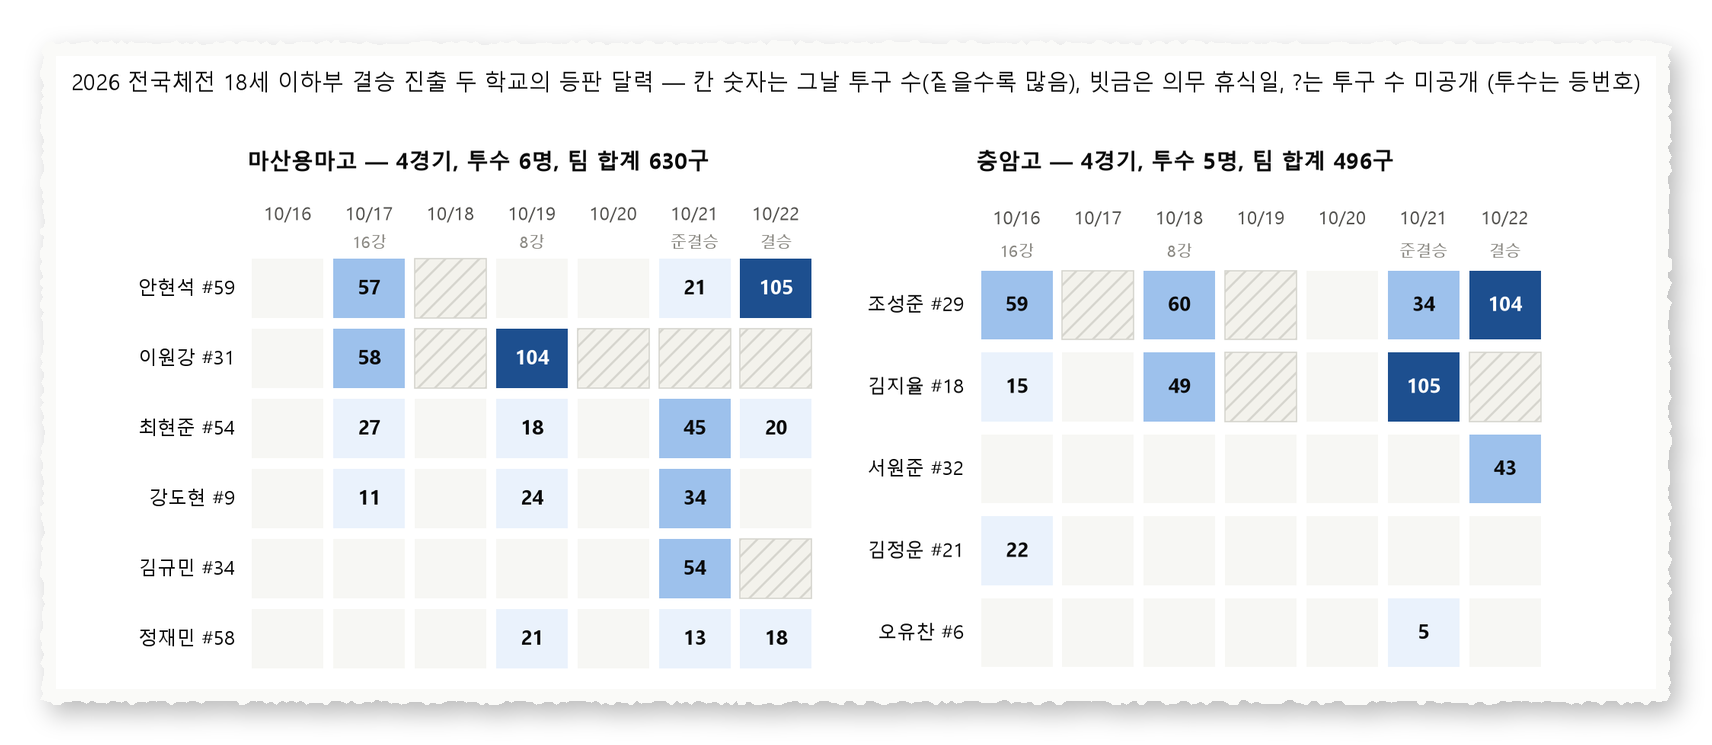 2026 전국체전 18세 이하부 결승 진출 두 학교의 등판 달력 — 칸 숫자는 그날 투구 수(짙을수록 많음), 빗금은 의무 휴식일, ?는 투구 수 미공개 (투수는 등번호)
마산용마고 — 4경기, 투수 6명, 팀 합계 630구
10/16 10/17 10/18 10/19 10/20 10/21 10/22
16강 8강 준결승 결승
안현석 #59 57 21 105
이원강 #31 58 104
최현준 #54 27 18 45 20
강도현 #9 11 24 34
김규민 #34 54
정재민 #58 21 13 18
충암고 — 4경기, 투수 5명, 팀 합계 496구
10/16 10/17 10/18 10/19 10/20 10/21 10/22
16강 8강 준결승 결승
조성준 #29 59 60 34 104
김지율 #18 15 49 105
서원준 #32 43
김정운 #21 22
오유찬 #6 5